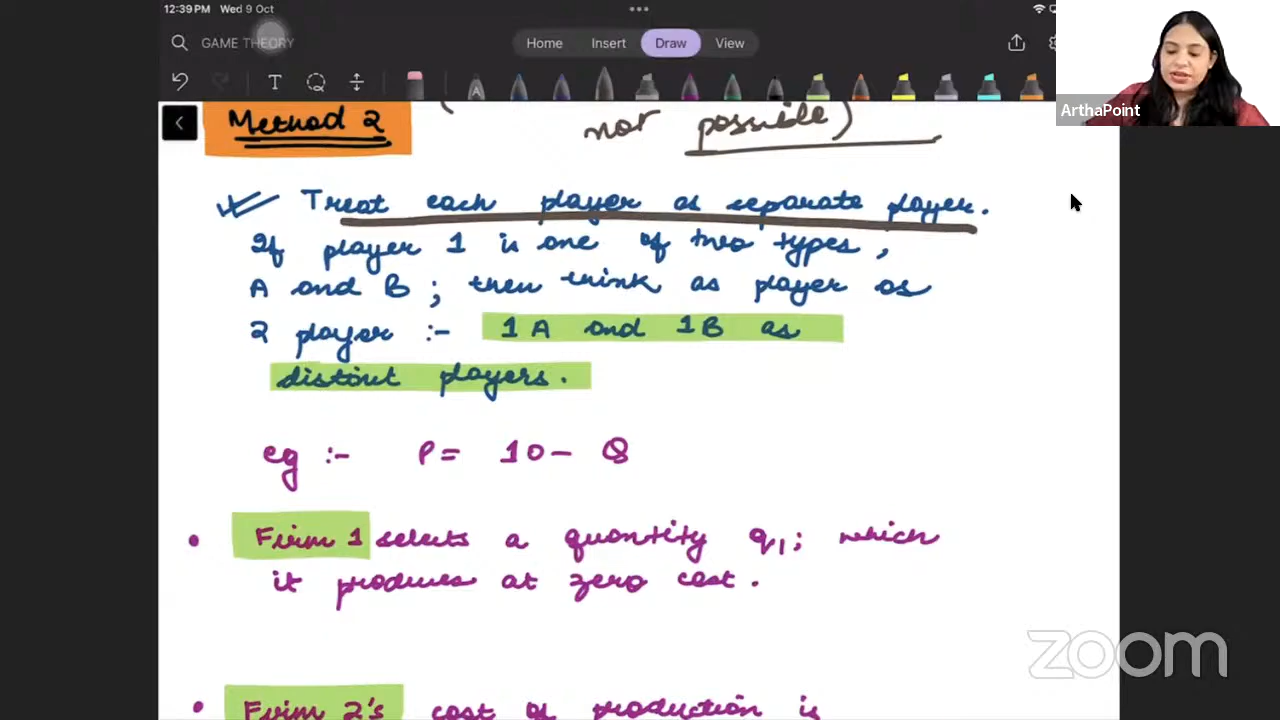 12:39 PM Wed 9 Oct
GAME THEORY
Home Insert Draw View
ArthaPoint
Method 2
(
not possible)
Treat each player as separate player.
If player 1 is one of two types,
A and B ; then think as player as
2 player :- 1A and 1B as
distinct players.
eg :- P = 10 - Q
• Firm 1 selects a quantity q1; which
it produces at zero cost.
• Firm 2's cost of production is
zoom